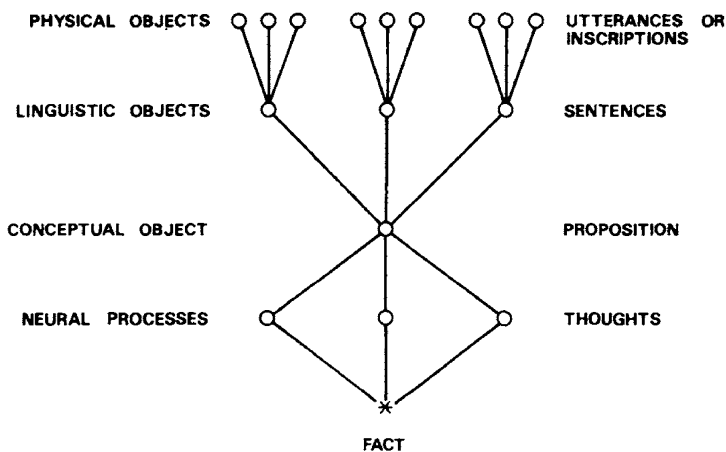 PHYSICAL OBJECTS
UTTERANCES OR
INSCRIPTIONS
LINGUISTIC OBJECTS
SENTENCES
CONCEPTUAL OBJECT
PROPOSITION
NEURAL PROCESSES
THOUGHTS
FACT